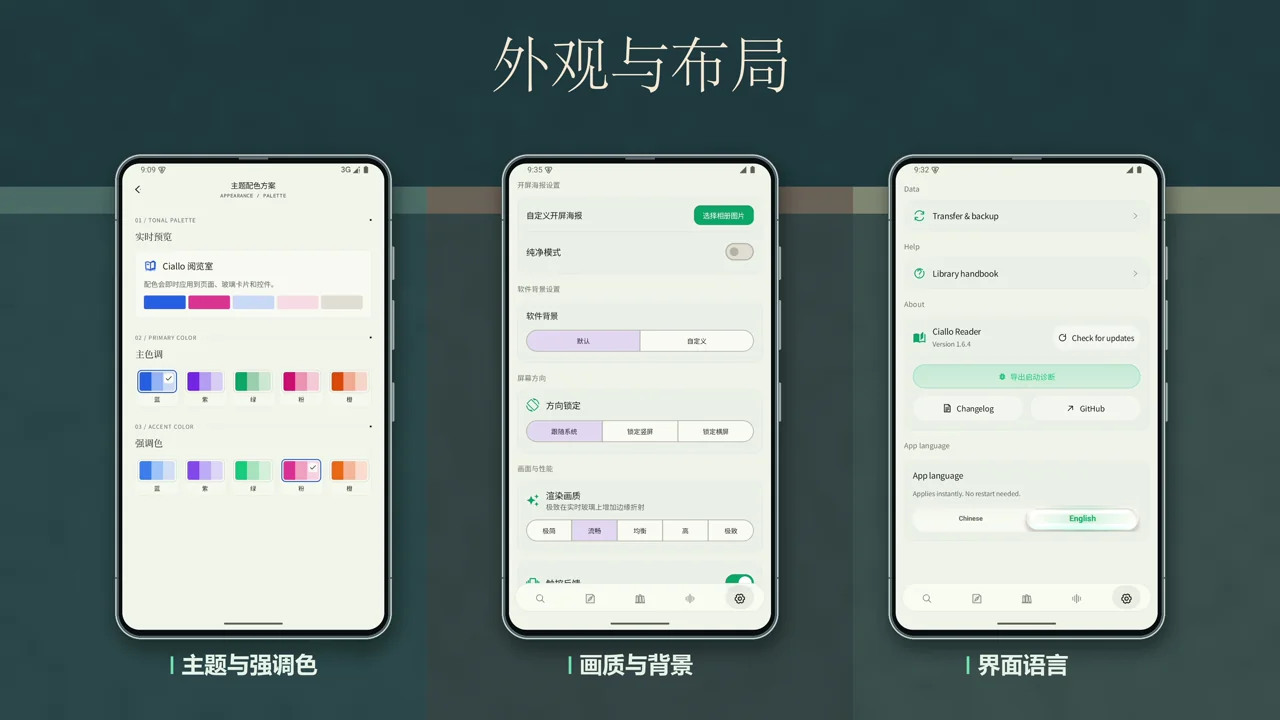 外观与布局
9:09
3G
主题配色方案
APPEARANCE / PALETTE
01 / TONAL PALETTE
实时预览
Ciallo 阅览室
配色会即时应用到页面、玻璃卡片和控件。
02 / PRIMARY COLOR
主色调
蓝
紫
绿
粉
橙
03 / ACCENT COLOR
强调色
蓝
紫
绿
粉
橙
主题与强调色
9:35
开屏海报设置
自定义开屏海报
选择相册图片
纯净模式
软件背景设置
软件背景
默认
自定义
屏幕方向
方向锁定
跟随系统
锁定竖屏
锁定横屏
画面与性能
渲染画质
极致在实时玻璃上增加边缘折射
极简
流畅
均衡
高
极致
触控反馈
画质与背景
9:32
Data
Transfer & backup
Help
Library handbook
About
Ciallo Reader
Version 1.6.4
Check for updates
导出启动诊断
Changelog
GitHub
App language
App language
Applies instantly. No restart needed.
Chinese
English
界面语言